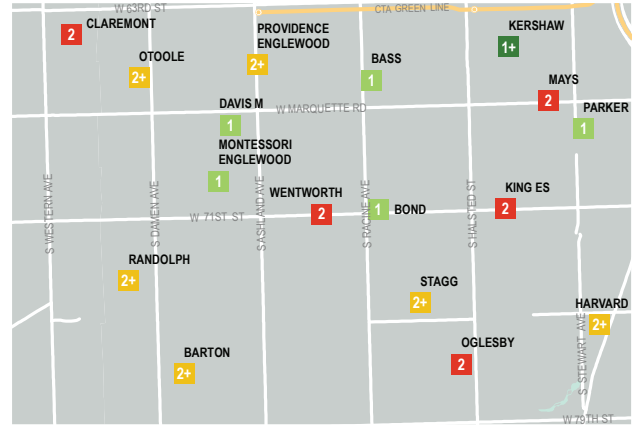 W 63RD ST
CTA GREEN LINE
CLAREMONT
2
PROVIDENCE
ENGLEWOOD
2+
KERSHAW
1+
OTOOLE
2+
BASS
1
MAYS
2
DAVIS M
1
W MARQUETTE RD
PARKER
1
MONTESSORI
ENGLEWOOD
1
S WESTERN AVE
S DAMEN AVE
S ASHLAND AVE
S RACINE AVE
S HALSTED ST
WENTWORTH
2
KING ES
2
W 71ST ST
1
BOND
RANDOLPH
2+
STAGG
2+
HARVARD
2+
S STEWART AVE
BARTON
2+
OGLESBY
2
W 79TH ST